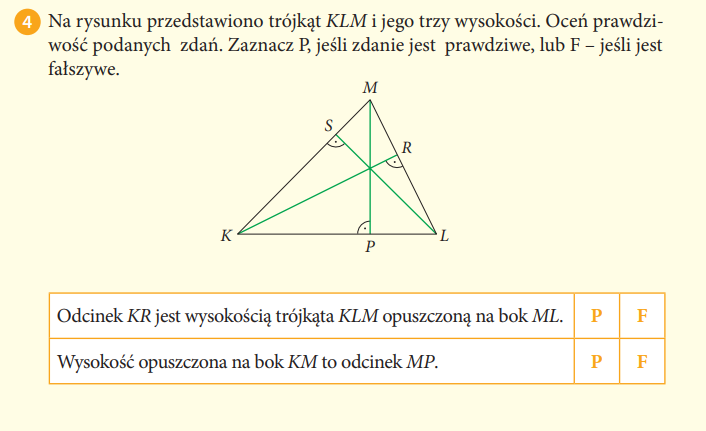 4 Na rysunku przedstawiono trójkąt KLM i jego trzy wysokości. Oceń prawdzi-
wość podanych zdań. Zaznacz P, jeśli zdanie jest prawdziwe, lub F – jeśli jest
fałszywe.
M
S
R
K
L
P
Odcinek KR jest wysokością trójkąta KLM opuszczoną na bok ML. P F
Wysokość opuszczona na bok KM to odcinek MP. P F